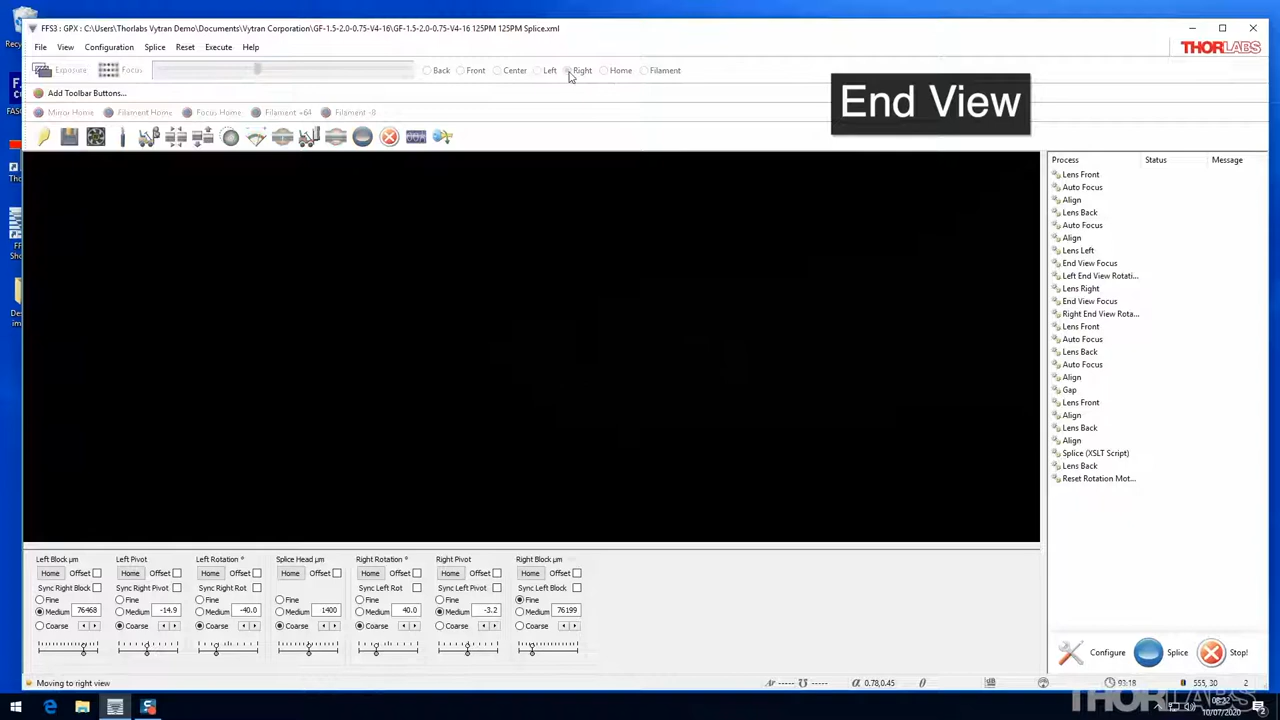 FFS3 : GPX : C:\Users\Thorlabs Vytran Demo\Documents\Vytran Corporation\GF-1.5-2.0-0.75-V4-16\GF-1.5-2.0-0.75-V4-16 125PM 125PM Splice.xml
File View Configuration Splice Reset Execute Help
THORLABS
Exposure Focus Back Front Center Left Right Home Filament
Add Toolbar Buttons...
End View
Mirror Home Filament Home Focus Home Filament +64 Filament -8
Process Status Message
Lens Front
Auto Focus
Align
Lens Back
Auto Focus
Align
Lens Left
End View Focus
Left End View Rotati...
Lens Right
End View Focus
Right End View Rota...
Lens Front
Auto Focus
Lens Back
Auto Focus
Align
Gap
Lens Front
Align
Lens Back
Align
Splice (XSLT Script)
Lens Back
Reset Rotation Mot...
Left Block µm Left Pivot Left Rotation ° Splice Head µm Right Rotation ° Right Pivot Right Block µm
Home Offset Home Offset Home Offset Home Offset Home Offset Home Offset Home Offset
Sync Right Block Sync Right Pivot Sync Right Rot Sync Left Rot Sync Left Pivot Sync Left Block
Fine Fine Fine Fine Fine Fine Fine
Medium 76468 Medium -14.9 Medium -40.0 Medium 1400 Medium 40.0 Medium -3.2 Medium 76199
Coarse Coarse Coarse Coarse Coarse Coarse Coarse
Configure Splice Stop!
Moving to right view 0.78,0.45 93.18 555, 30 2
THORLABS
10/07/2020